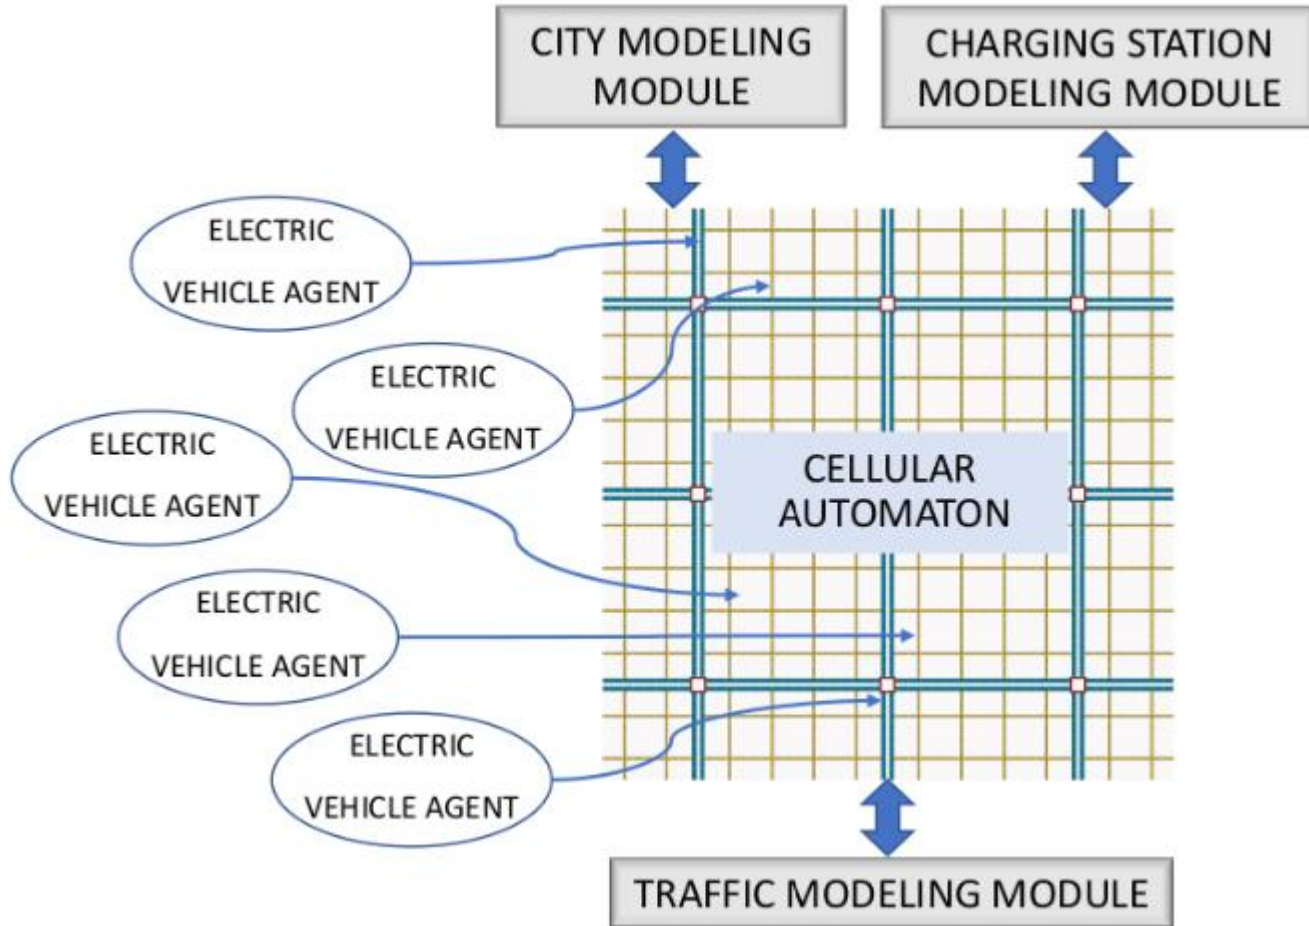 CITY MODELING
MODULE
CHARGING STATION
MODELING MODULE
ELECTRIC
VEHICLE AGENT
ELECTRIC
VEHICLE AGENT
ELECTRIC
VEHICLE AGENT
CELLULAR
AUTOMATON
ELECTRIC
VEHICLE AGENT
ELECTRIC
VEHICLE AGENT
TRAFFIC MODELING MODULE